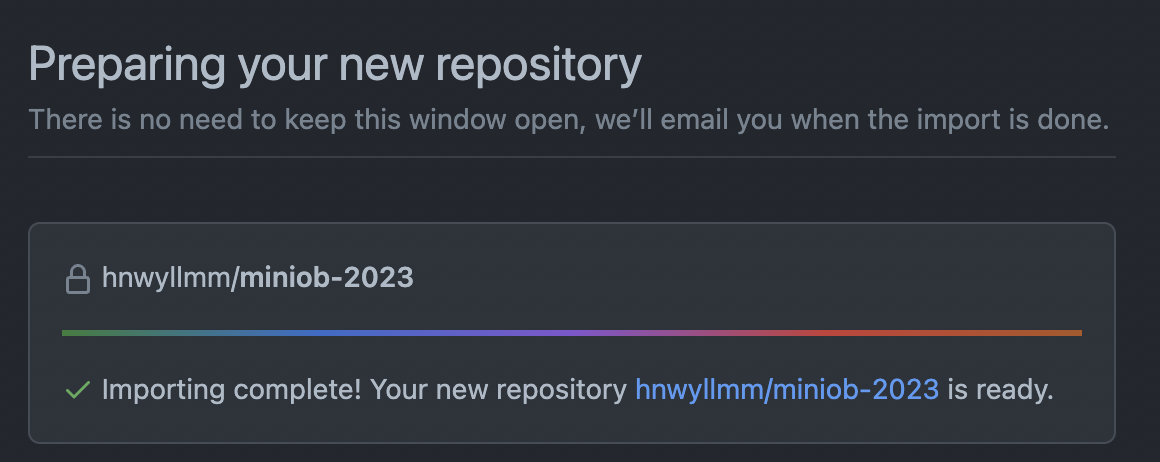 Preparing your new repository
There is no need to keep this window open, we’ll email you when the import is done.
hnwyllmm/miniob-2023
Importing complete! Your new repository hnwyllmm/miniob-2023 is ready.